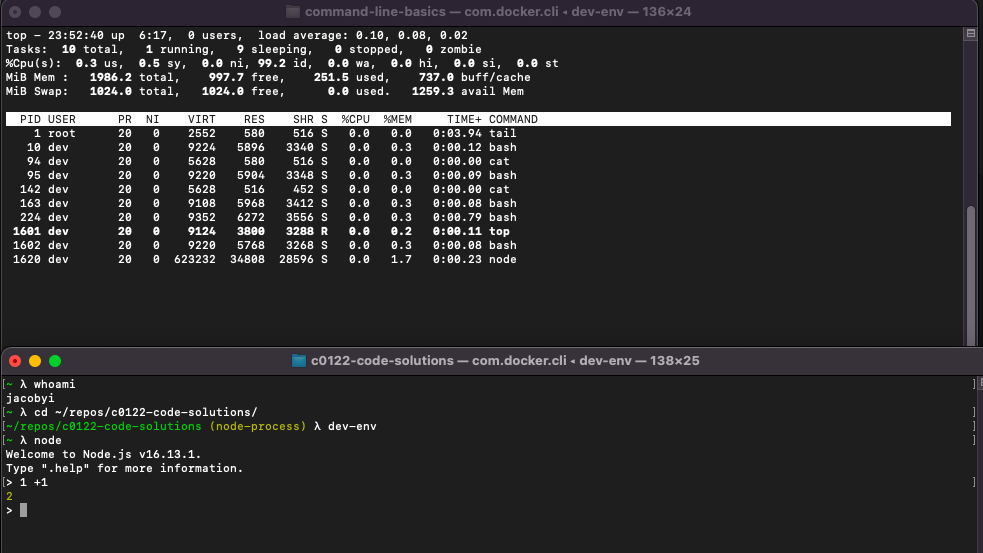 command-line-basics — com.docker.cli ◂ dev-env — 136×24
top - 23:52:40 up  6:17,  0 users,  load average: 0.10, 0.08, 0.02
Tasks:  10 total,   1 running,   9 sleeping,   0 stopped,   0 zombie
%Cpu(s):  0.3 us,  0.5 sy,  0.0 ni, 99.2 id,  0.0 wa,  0.0 hi,  0.0 si,  0.0 st
MiB Mem :   1986.2 total,    997.7 free,    251.5 used,    737.0 buff/cache
MiB Swap:   1024.0 total,   1024.0 free,      0.0 used.   1259.3 avail Mem
PID USER      PR  NI    VIRT    RES    SHR S  %CPU  %MEM     TIME+ COMMAND
1 root      20   0    2552    580    516 S   0.0   0.0   0:03.94 tail
10 dev       20   0    9224   5896   3340 S   0.0   0.3   0:00.12 bash
94 dev       20   0    5628    580    516 S   0.0   0.0   0:00.00 cat
95 dev       20   0    9220   5904   3348 S   0.0   0.3   0:00.09 bash
142 dev       20   0    5628    516    452 S   0.0   0.0   0:00.00 cat
163 dev       20   0    9108   5968   3412 S   0.0   0.3   0:00.08 bash
224 dev       20   0    9352   6272   3556 S   0.0   0.3   0:00.79 bash
1601 dev       20   0    9124   3800   3288 R   0.0   0.2   0:00.11 top
1602 dev       20   0    9220   5768   3268 S   0.0   0.3   0:00.08 bash
1620 dev       20   0  623232  34808  28596 S   0.0   1.7   0:00.23 node
c0122-code-solutions — com.docker.cli ◂ dev-env — 138×25
[~ λ whoami ]
jacobyi
[~ λ cd ~/repos/c0122-code-solutions/ ]
[~/repos/c0122-code-solutions (node-process) λ dev-env ]
[~ λ node ]
Welcome to Node.js v16.13.1.
Type ".help" for more information.
[> 1 +1 ]
2
>